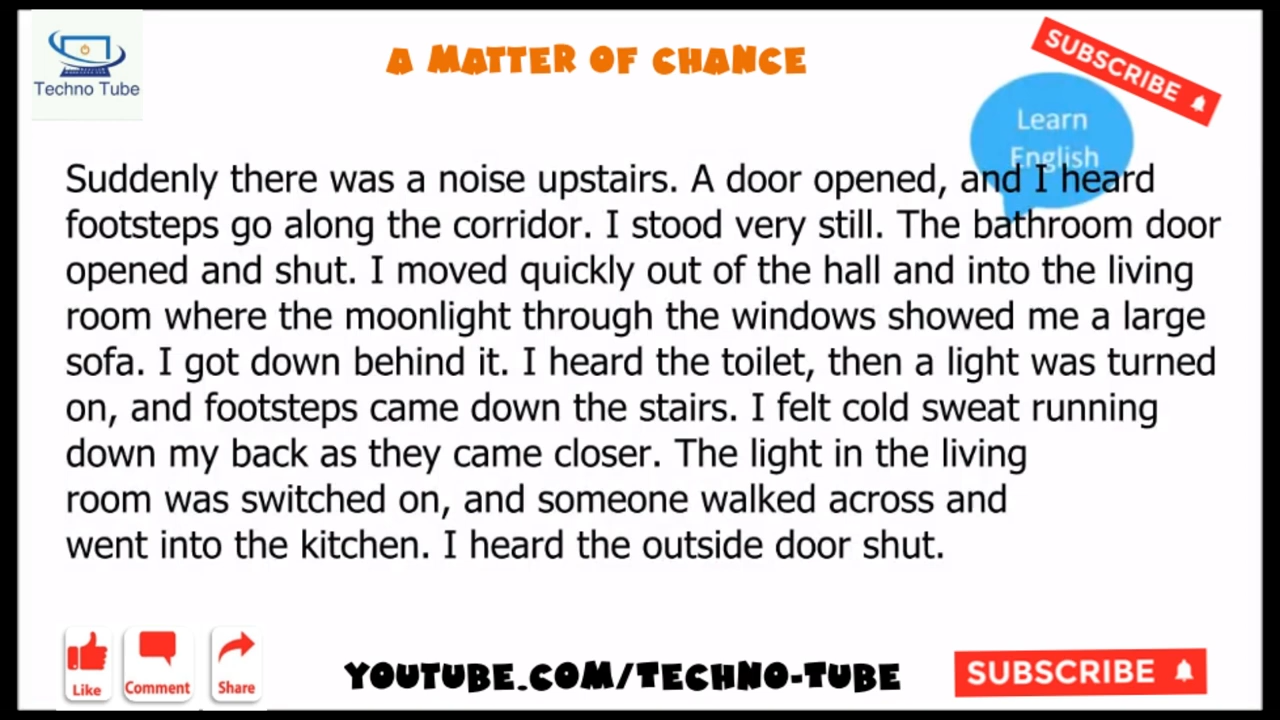 Techno Tube
A MATTER OF CHANCE
SUBSCRIBE
Learn
English
Suddenly there was a noise upstairs. A door opened, and I heard
footsteps go along the corridor. I stood very still. The bathroom door
opened and shut. I moved quickly out of the hall and into the living
room where the moonlight through the windows showed me a large
sofa. I got down behind it. I heard the toilet, then a light was turned
on, and footsteps came down the stairs. I felt cold sweat running
down my back as they came closer. The light in the living
room was switched on, and someone walked across and
went into the kitchen. I heard the outside door shut.
Like
Comment
Share
YOUTUBE.COM/TECHNO-TUBE
SUBSCRIBE